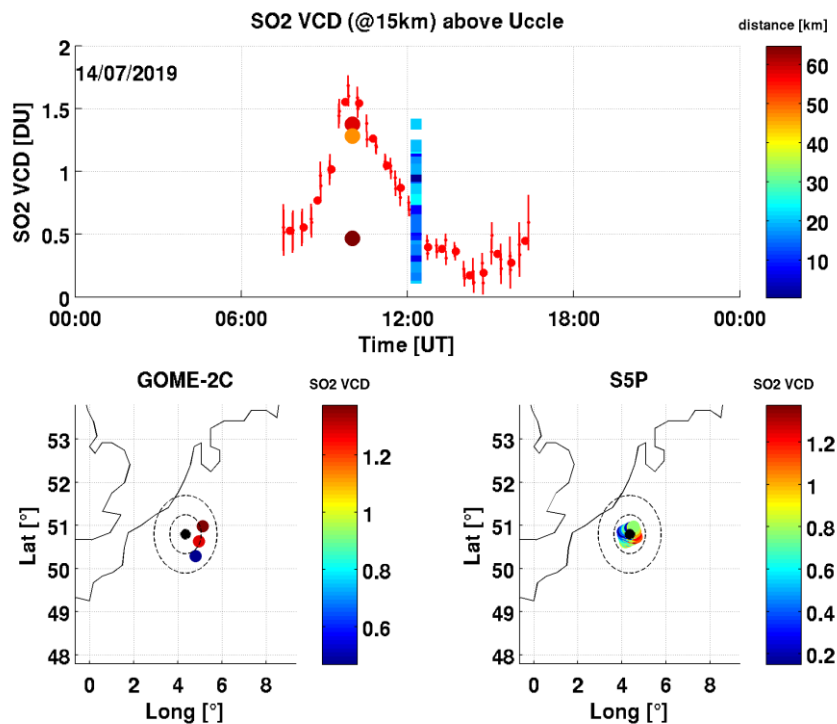 SO2 VCD (@15km) above Uccle
distance [km]
14/07/2019
SO2 VCD [DU]
2
1.5
1
0.5
0
00:00 06:00 12:00 18:00 00:00
Time [UT]
60
50
40
30
20
10
GOME-2C
SO2 VCD
Lat [°]
53
52
51
50
49
48
0 2 4 6 8
Long [°]
1.2
1
0.8
0.6
S5P
SO2 VCD
Lat [°]
53
52
51
50
49
48
0 2 4 6 8
Long [°]
1.2
1
0.8
0.6
0.4
0.2